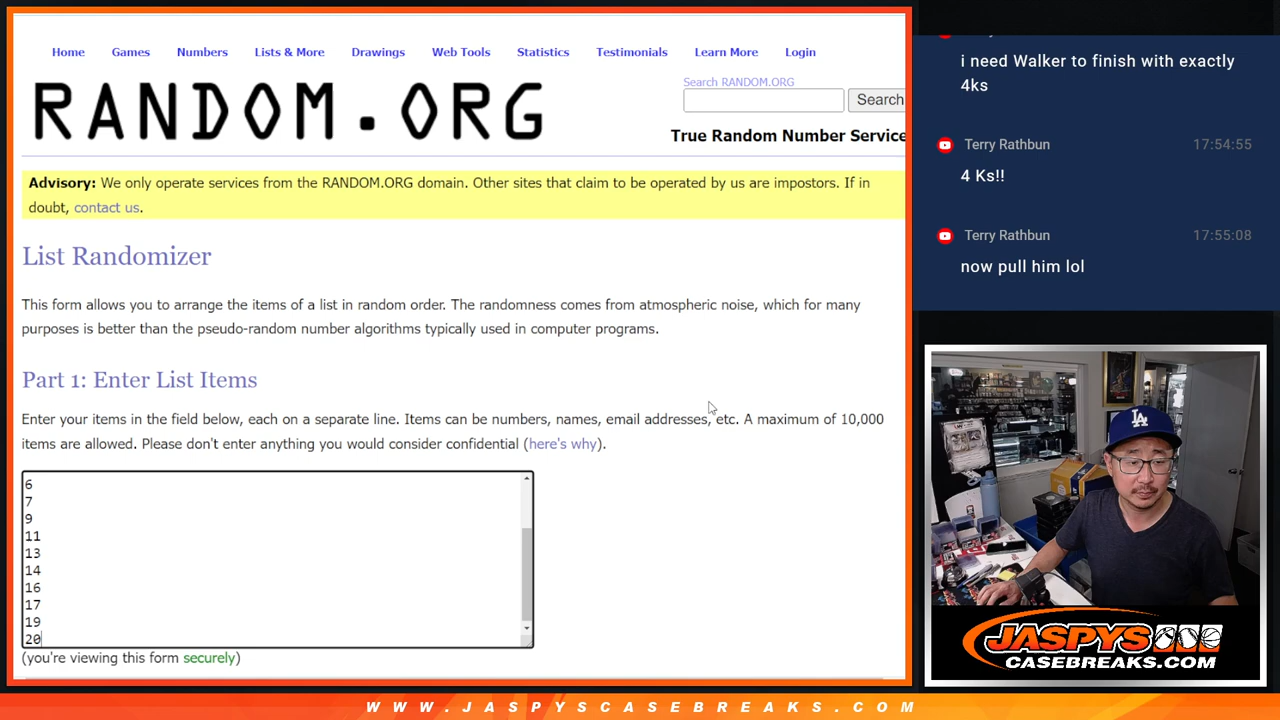 Home Games Numbers Lists & More Drawings Web Tools Statistics Testimonials Learn More Login
RANDOM.ORG
Search RANDOM.ORG
Search
True Random Number Service
Advisory: We only operate services from the RANDOM.ORG domain. Other sites that claim to be operated by us are impostors. If in
doubt, contact us.
List Randomizer
This form allows you to arrange the items of a list in random order. The randomness comes from atmospheric noise, which for many
purposes is better than the pseudo-random number algorithms typically used in computer programs.
Part 1: Enter List Items
Enter your items in the field below, each on a separate line. Items can be numbers, names, email addresses, etc. A maximum of 10,000
items are allowed. Please don't enter anything you would consider confidential (here's why).
6
7
9
11
13
14
16
17
19
20
(you're viewing this form securely)
i need Walker to finish with exactly
4ks
Terry Rathbun 17:54:55
4 Ks!!
Terry Rathbun 17:55:08
now pull him lol
LA
JASPYS
CASEBREAKS.COM
WWW.JASPYSCASEBREAKS.COM